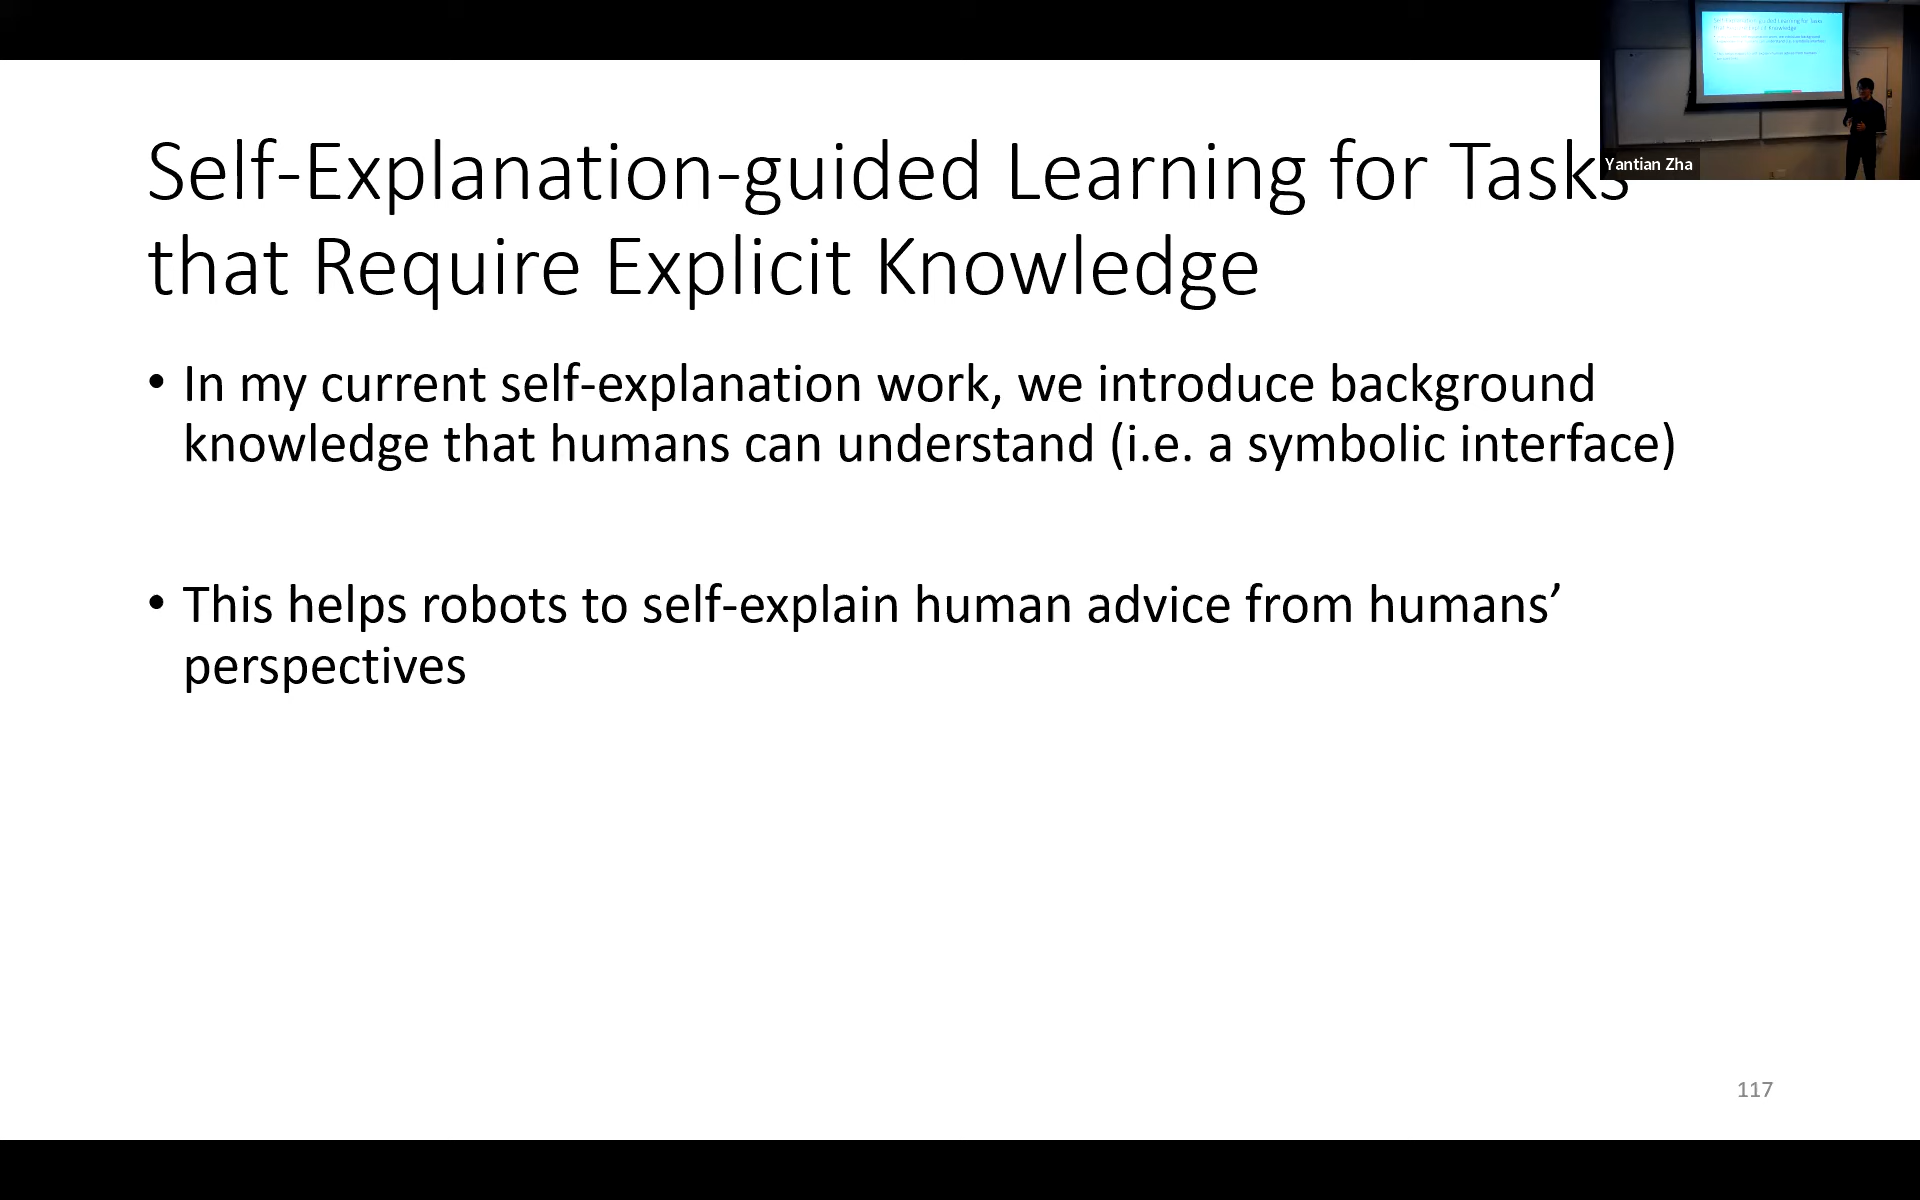 Self-Explanation-guided Learning for Tasks
that Require Explicit Knowledge
• In my current self-explanation work, we introduce background
knowledge that humans can understand (i.e. a symbolic interface)
• This helps robots to self-explain human advice from humans’
perspectives
Yantian Zha
117